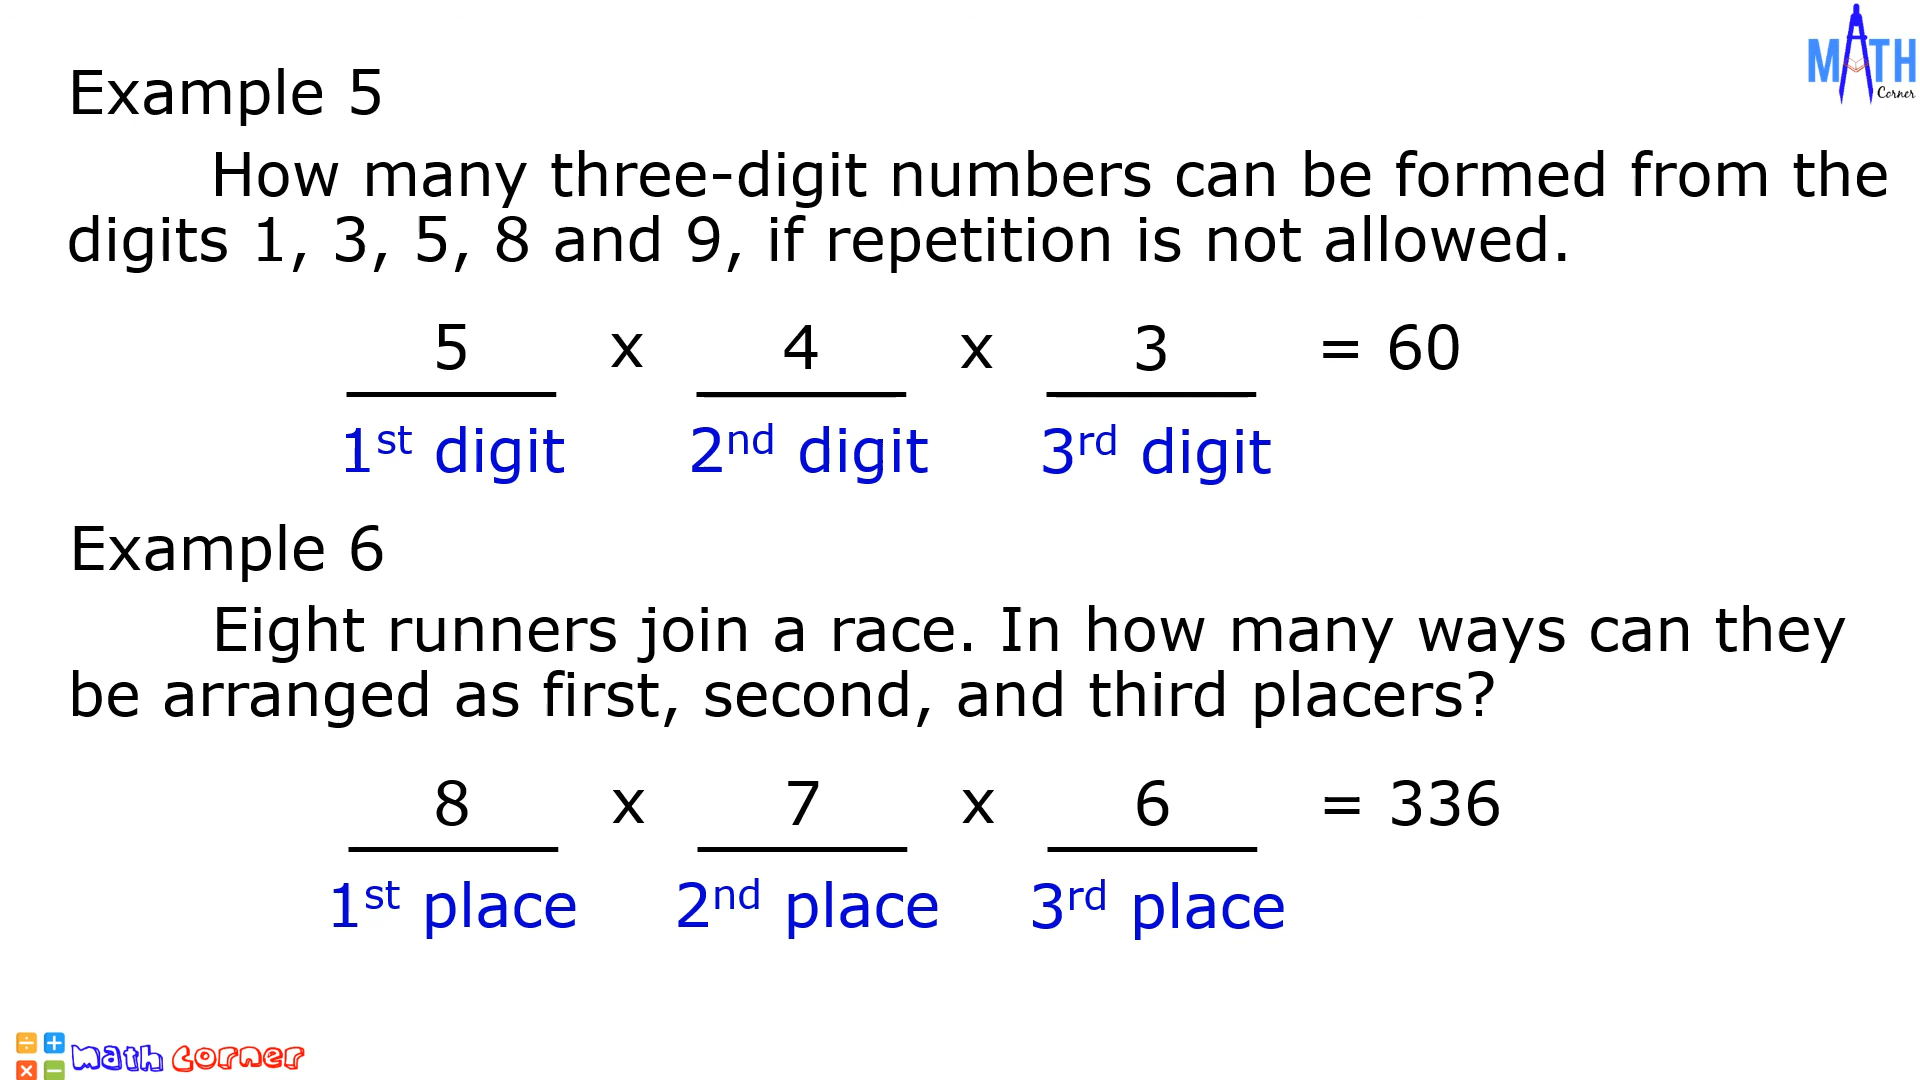 MATH
Corner
Example 5
How many three-digit numbers can be formed from the
digits 1, 3, 5, 8 and 9, if repetition is not allowed.
5 x 4 x 3 = 60
1st digit 2nd digit 3rd digit
Example 6
Eight runners join a race. In how many ways can they
be arranged as first, second, and third placers?
8 x 7 x 6 = 336
1st place 2nd place 3rd place
÷ +
× −
math corner